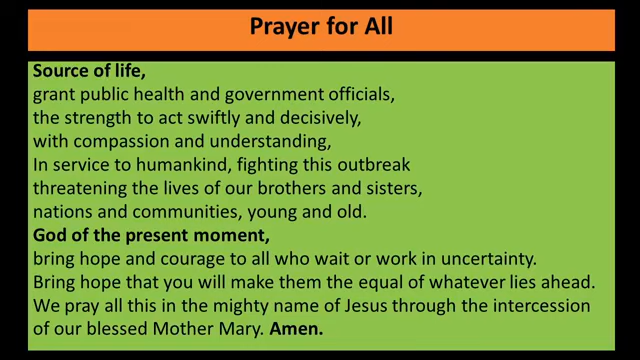 Prayer for All
Source of life,
grant public health and government officials,
the strength to act swiftly and decisively,
with compassion and understanding,
In service to humankind, fighting this outbreak
threatening the lives of our brothers and sisters,
nations and communities, young and old.
God of the present moment,
bring hope and courage to all who wait or work in uncertainty.
Bring hope that you will make them the equal of whatever lies ahead.
We pray all this in the mighty name of Jesus through the intercession
of our blessed Mother Mary. Amen.